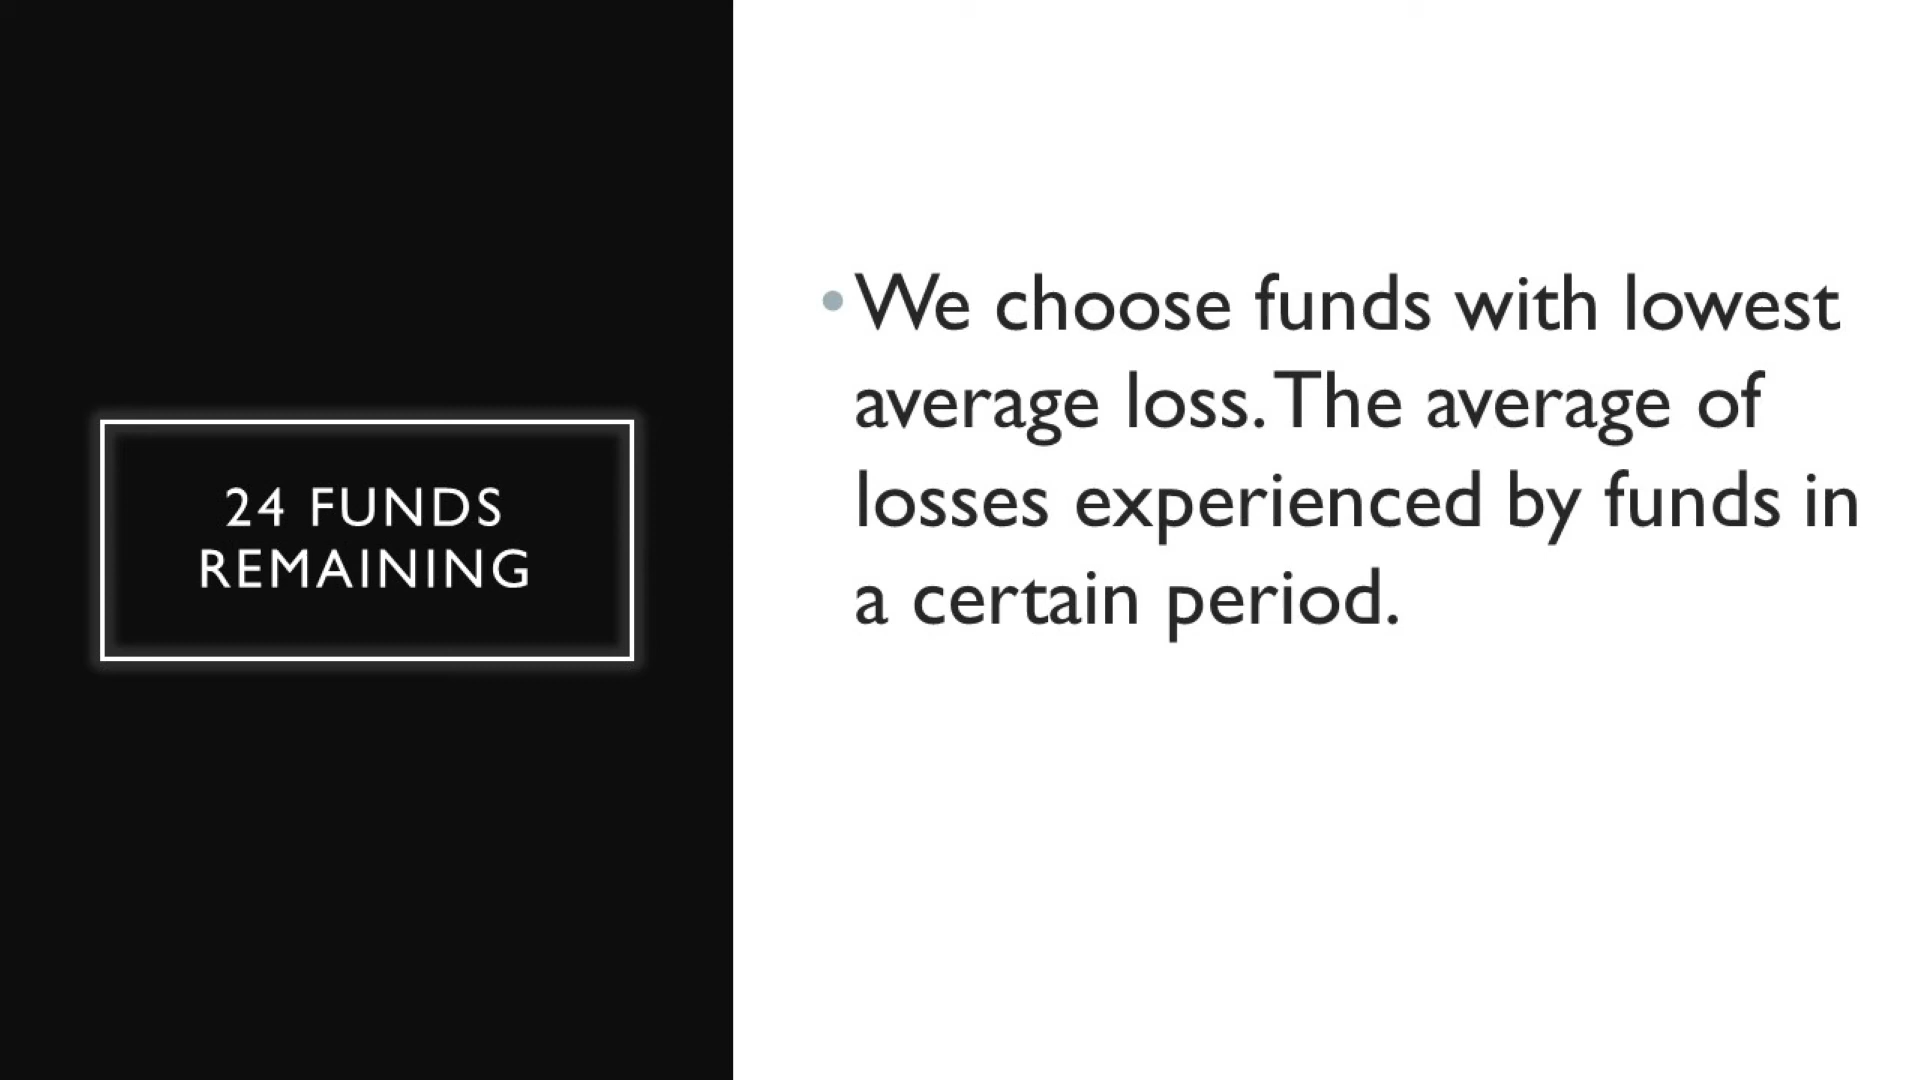 24 FUNDS
REMAINING
• We choose funds with lowest
average loss. The average of
losses experienced by funds in
a certain period.